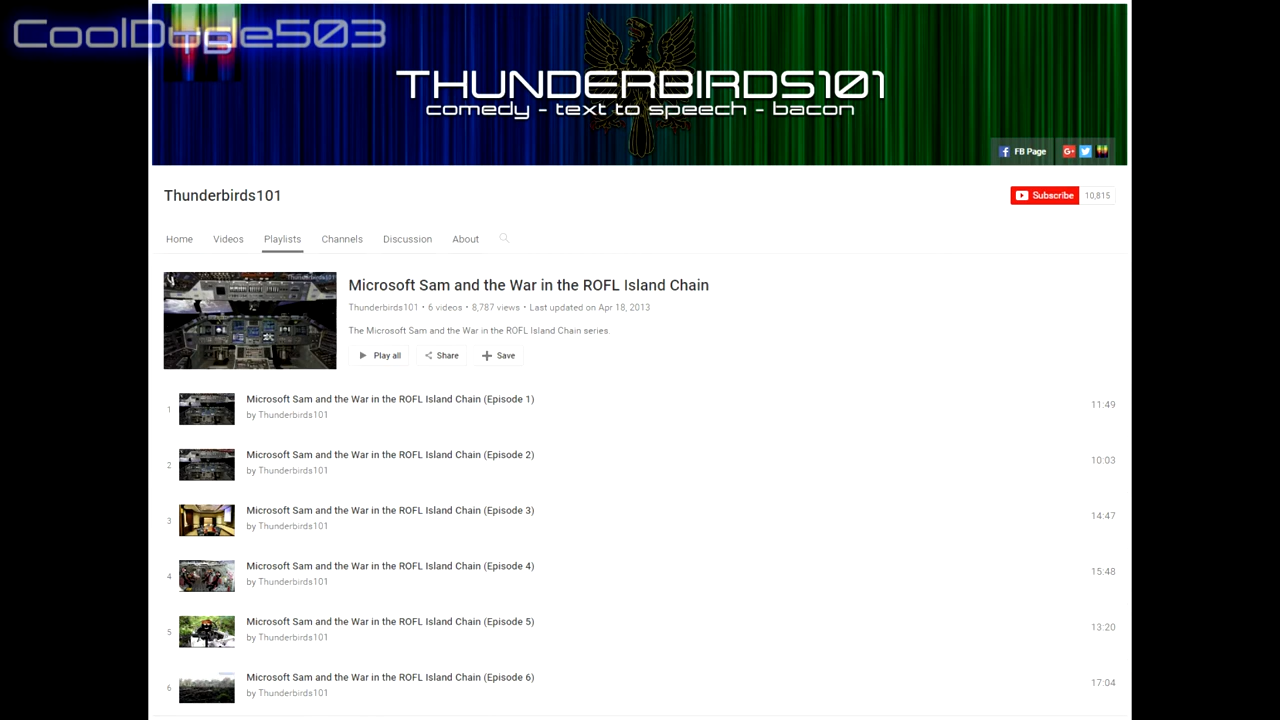 CoolDude503
TB
THUNDERBIRDS101
comedy - text to speech - bacon
FB Page
Thunderbirds101
Subscribe 10,815
Home Videos Playlists Channels Discussion About
Thunderbirds101
Microsoft Sam and the War in the ROFL Island Chain
Thunderbirds101 • 6 videos • 8,787 views • Last updated on Apr 18, 2013
The Microsoft Sam and the War in the ROFL Island Chain series.
Play all Share Save
1 Microsoft Sam and the War in the ROFL Island Chain (Episode 1) 11:49
by Thunderbirds101
2 Microsoft Sam and the War in the ROFL Island Chain (Episode 2) 10:03
by Thunderbirds101
3 Microsoft Sam and the War in the ROFL Island Chain (Episode 3) 14:47
by Thunderbirds101
4 Microsoft Sam and the War in the ROFL Island Chain (Episode 4) 15:48
by Thunderbirds101
5 Microsoft Sam and the War in the ROFL Island Chain (Episode 5) 13:20
by Thunderbirds101
6 Microsoft Sam and the War in the ROFL Island Chain (Episode 6) 17:04
by Thunderbirds101